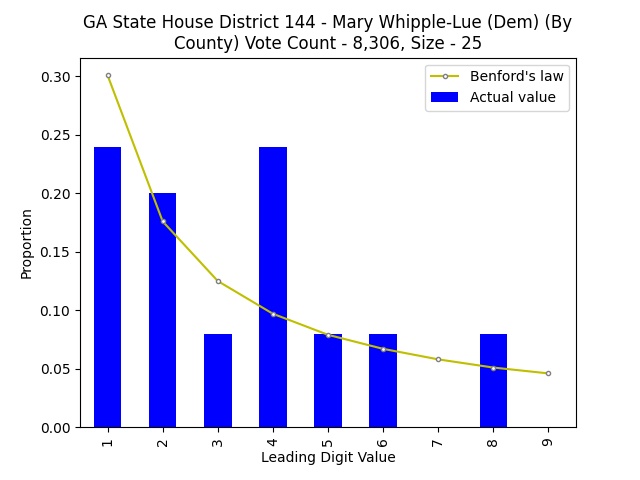 GA State House District 144 - Mary Whipple-Lue (Dem) (By
County) Vote Count - 8,306, Size - 25
Benford's law
Actual value
0.30
0.25
0.20
0.15
0.10
0.05
0.00
Proportion
1
2
3
4
5
6
7
8
9
Leading Digit Value